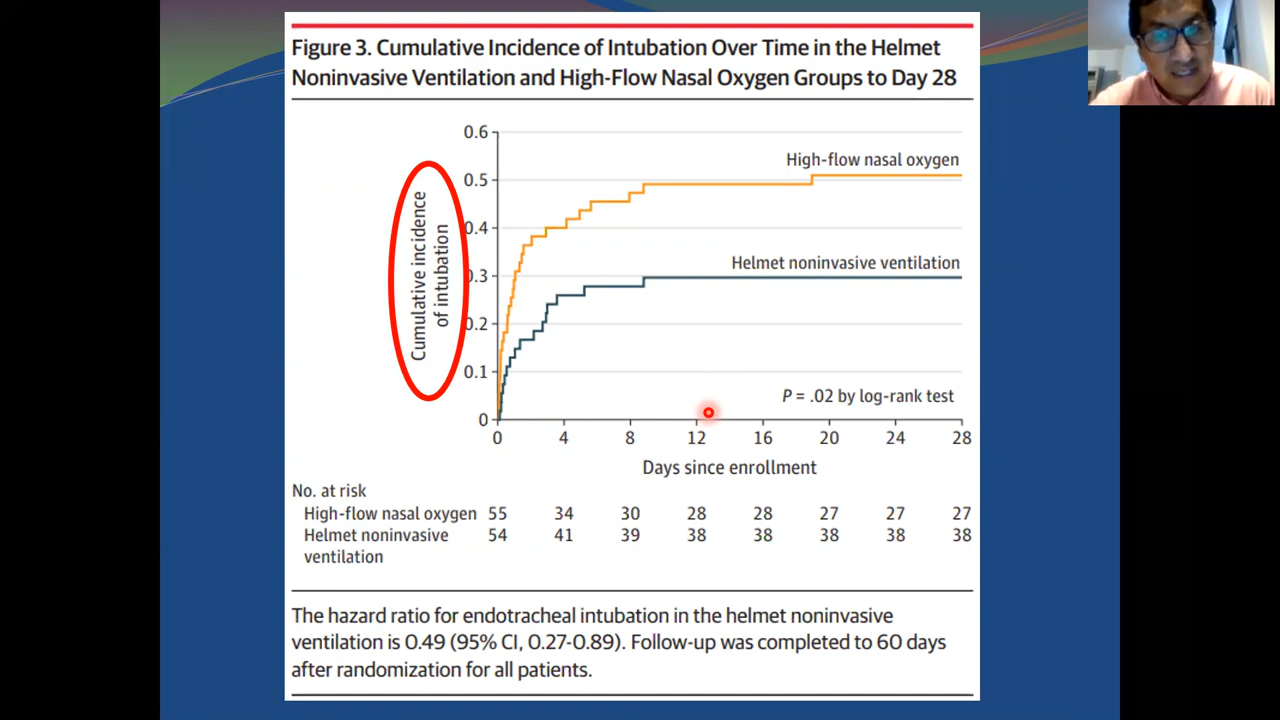 Figure 3. Cumulative Incidence of Intubation Over Time in the Helmet
Noninvasive Ventilation and High-Flow Nasal Oxygen Groups to Day 28
0.6
0.5
0.4
0.3
0.2
0.1
0
Cumulative incidence
of intubation
High-flow nasal oxygen
Helmet noninvasive ventilation
P = .02 by log-rank test
0 4 8 12 16 20 24 28
Days since enrollment
No. at risk
High-flow nasal oxygen 55 34 30 28 28 27 27 27
Helmet noninvasive 54 41 39 38 38 38 38 38
ventilation
The hazard ratio for endotracheal intubation in the helmet noninvasive
ventilation is 0.49 (95% CI, 0.27-0.89). Follow-up was completed to 60 days
after randomization for all patients.